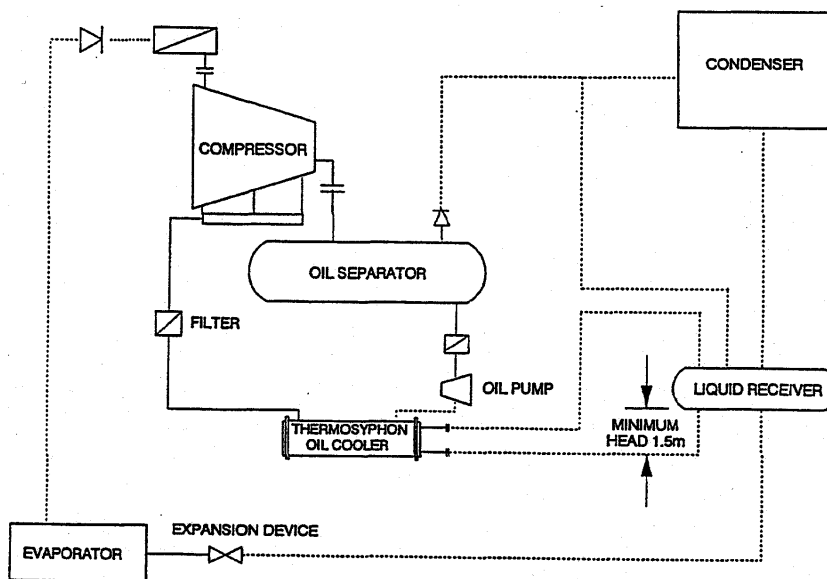 CONDENSER
COMPRESSOR
OIL SEPARATOR
FILTER
OIL PUMP
LIQUID RECEIVER
THERMOSYPHON
OIL COOLER
MINIMUM
HEAD 1.5m
EXPANSION DEVICE
EVAPORATOR